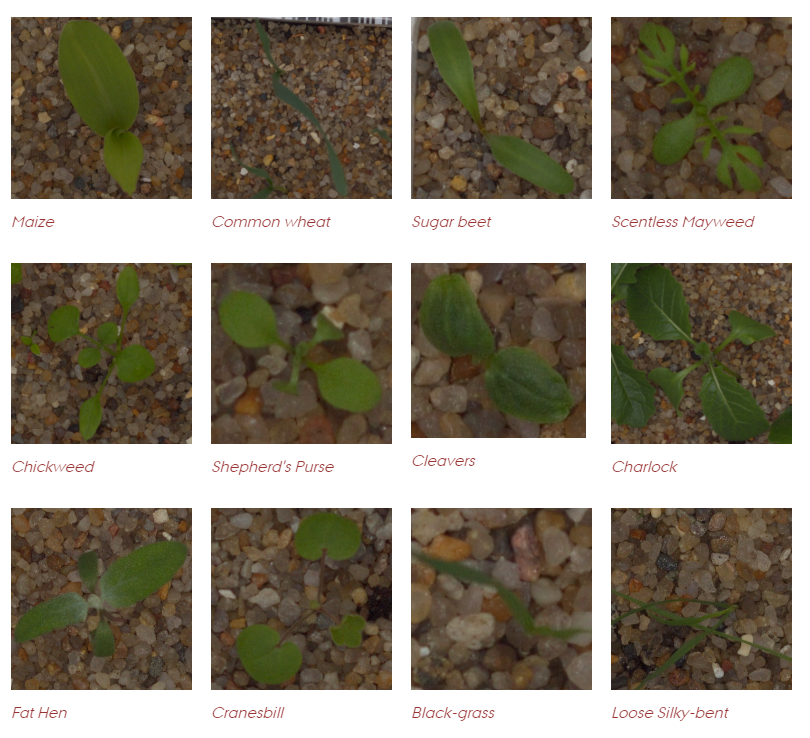 Maize
Common wheat
Sugar beet
Scentless Mayweed
Chickweed
Shepherd's Purse
Cleavers
Charlock
Fat Hen
Cranesbill
Black-grass
Loose Silky-bent